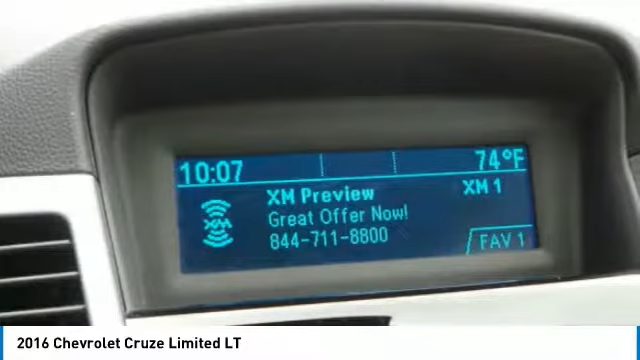 10:07
74°F
XM Preview
XM 1
XM
Great Offer Now!
844-711-8800
FAV 1
2016 Chevrolet Cruze Limited LT